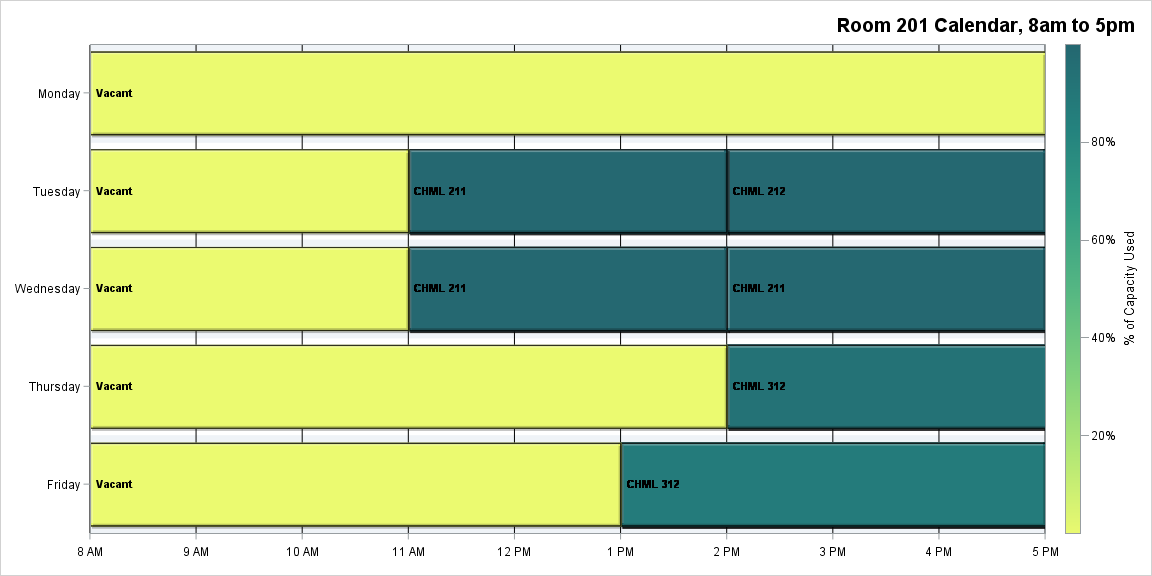 Room 201 Calendar, 8am to 5pm
Monday
Vacant
Tuesday
Vacant
CHML 211
CHML 212
Wednesday
Vacant
CHML 211
CHML 211
Thursday
Vacant
CHML 312
Friday
Vacant
CHML 312
8 AM
9 AM
10 AM
11 AM
12 PM
1 PM
2 PM
3 PM
4 PM
5 PM
80%
60%
40%
20%
% of Capacity Used